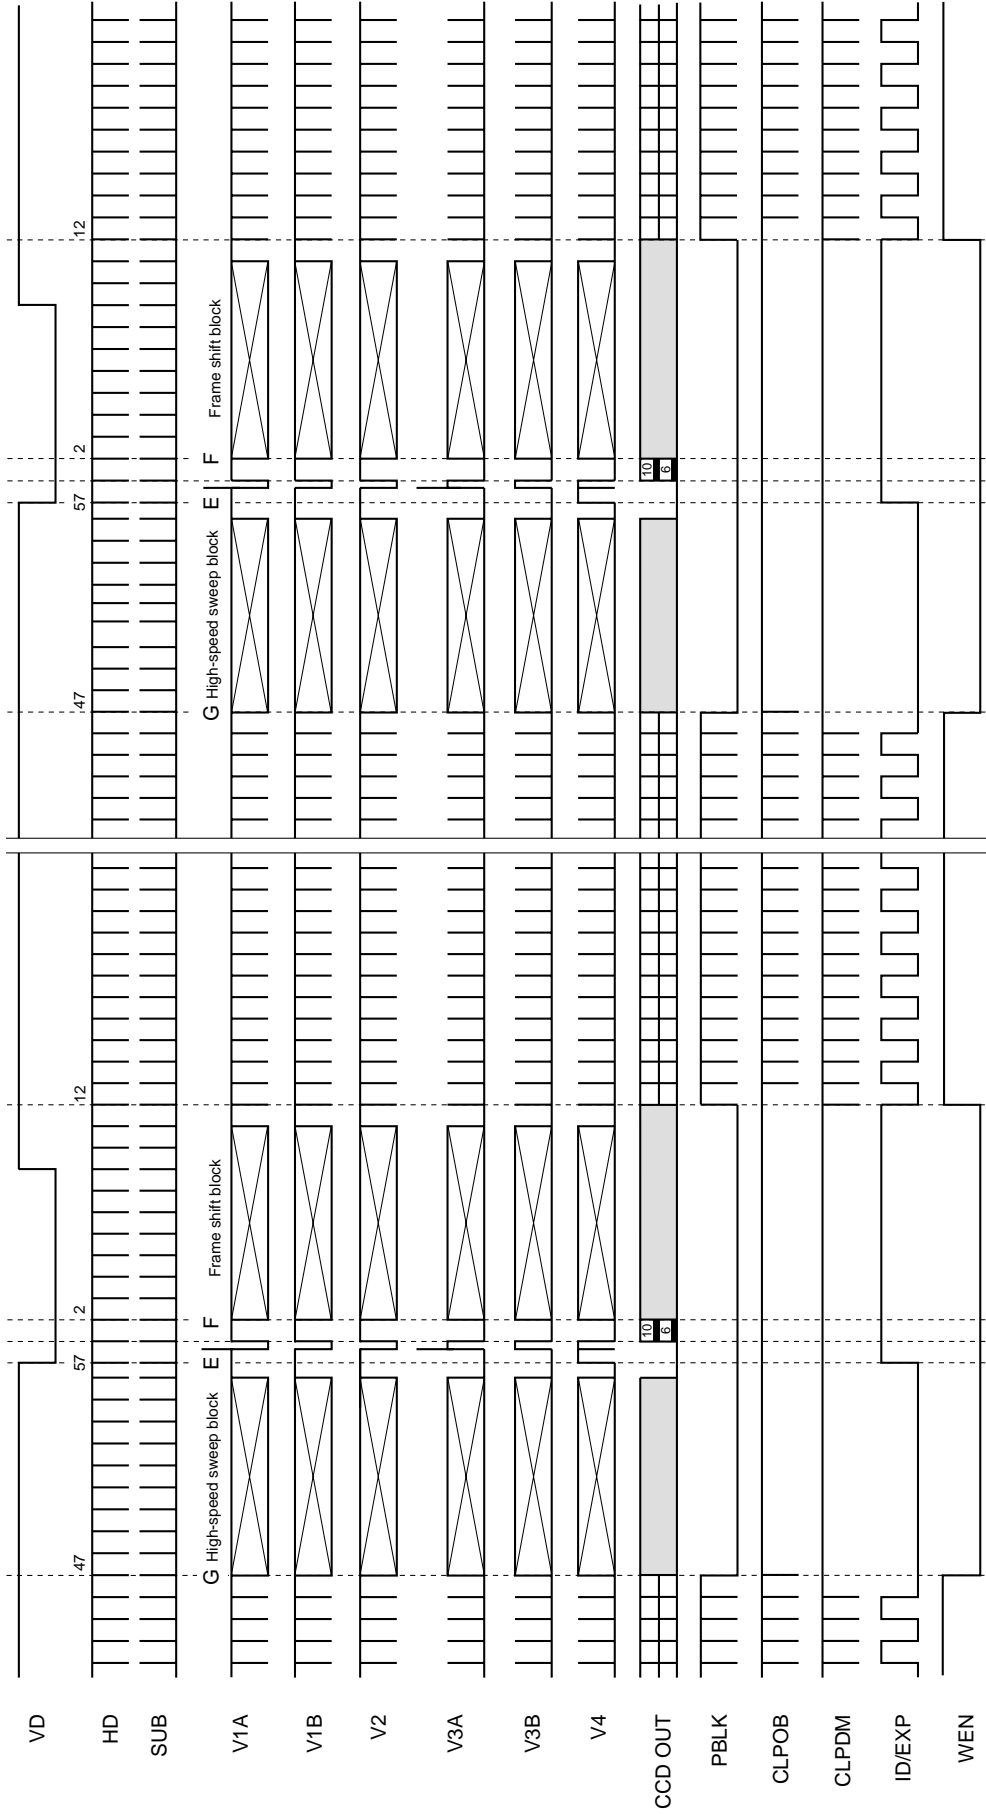 VD
HD
SUB
V1A
V1B
V2
V3A
V3B
V4
CCD OUT
PBLK
CLPOB
CLPDM
ID/EXP
WEN
47
57
2
12
47
57
2
12
G High-speed sweep block
E
F
Frame shift block
G High-speed sweep block
E
F
Frame shift block
10
6
10
6